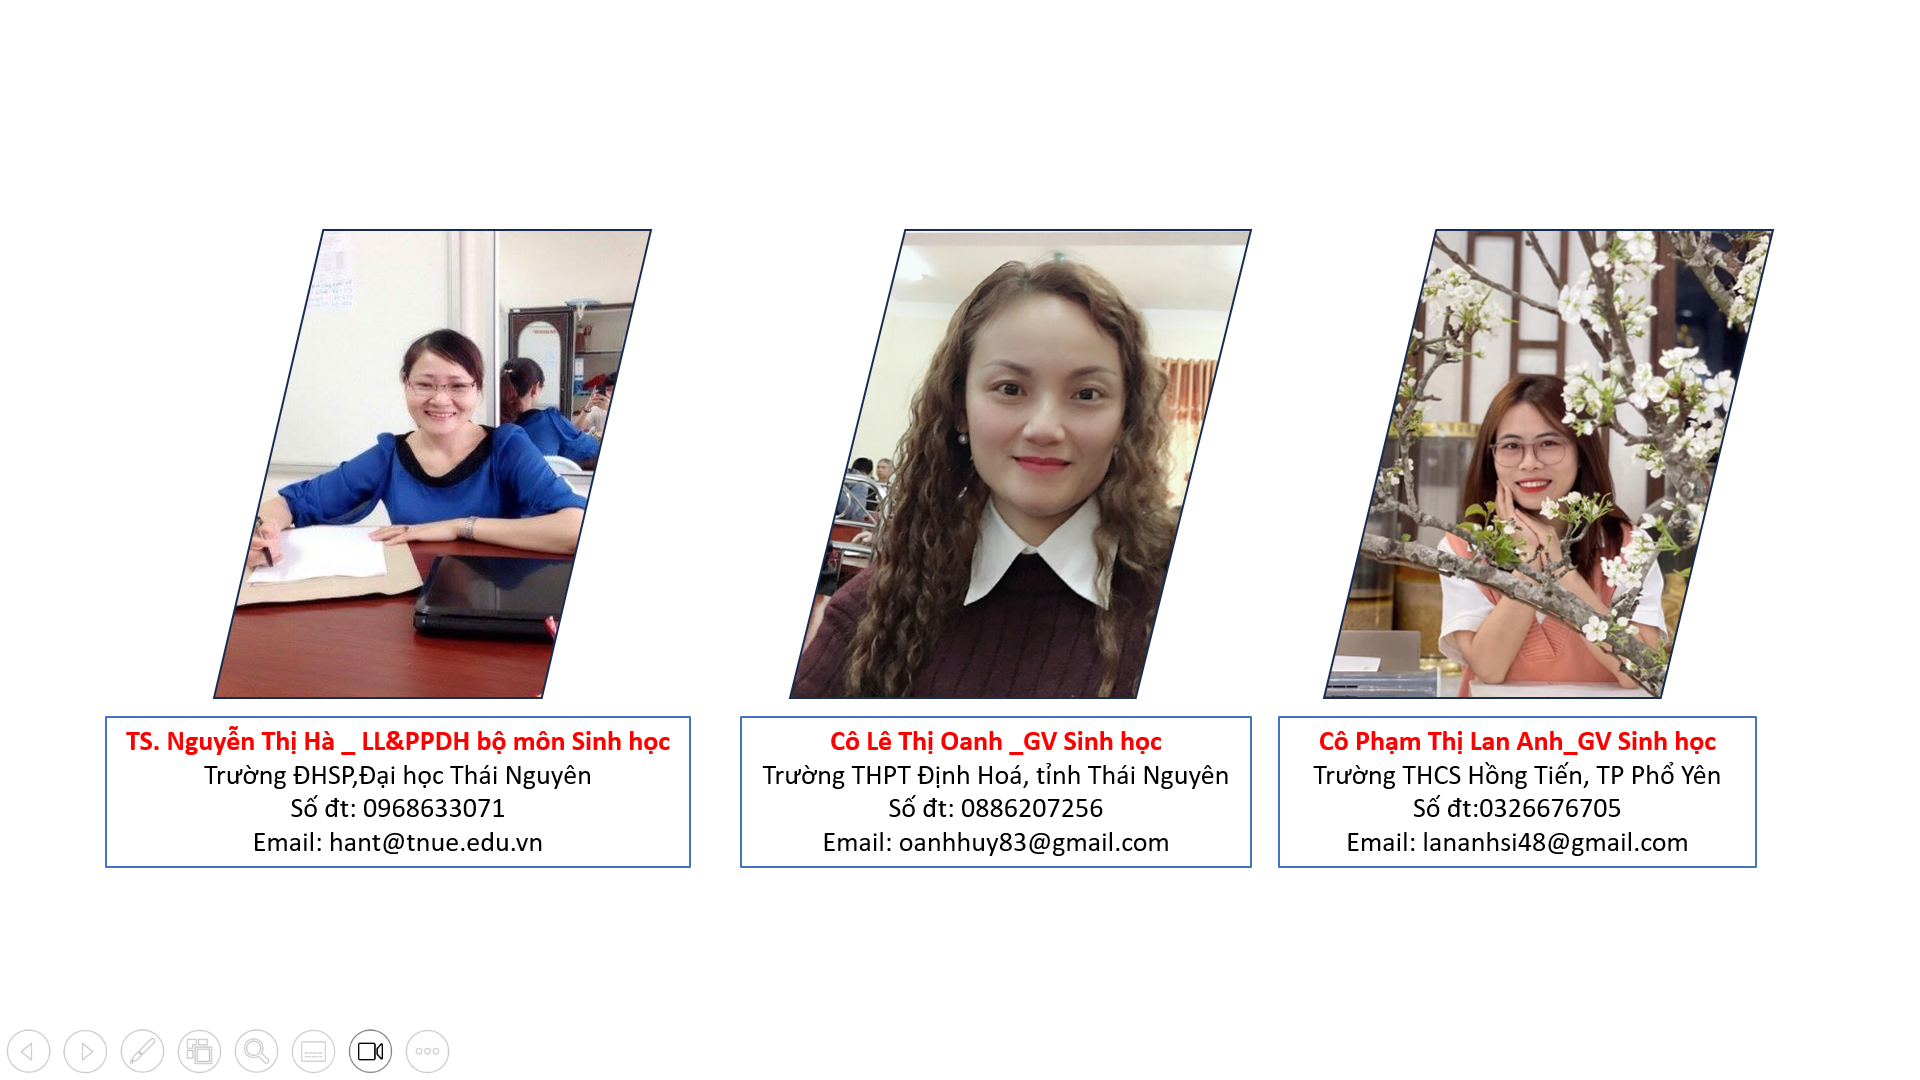 TS. Nguyễn Thị Hà _ LL&PPDH bộ môn Sinh học
Trường ĐHSP,Đại học Thái Nguyên
Số đt: 0968633071
Email: hant@tnue.edu.vn
Cô Lê Thị Oanh _GV Sinh học
Trường THPT Định Hoá, tỉnh Thái Nguyên
Số đt: 0886207256
Email: oanhhuy83@gmail.com
Cô Phạm Thị Lan Anh_GV Sinh học
Trường THCS Hồng Tiến, TP Phổ Yên
Số đt:0326676705
Email: lananhsi48@gmail.com